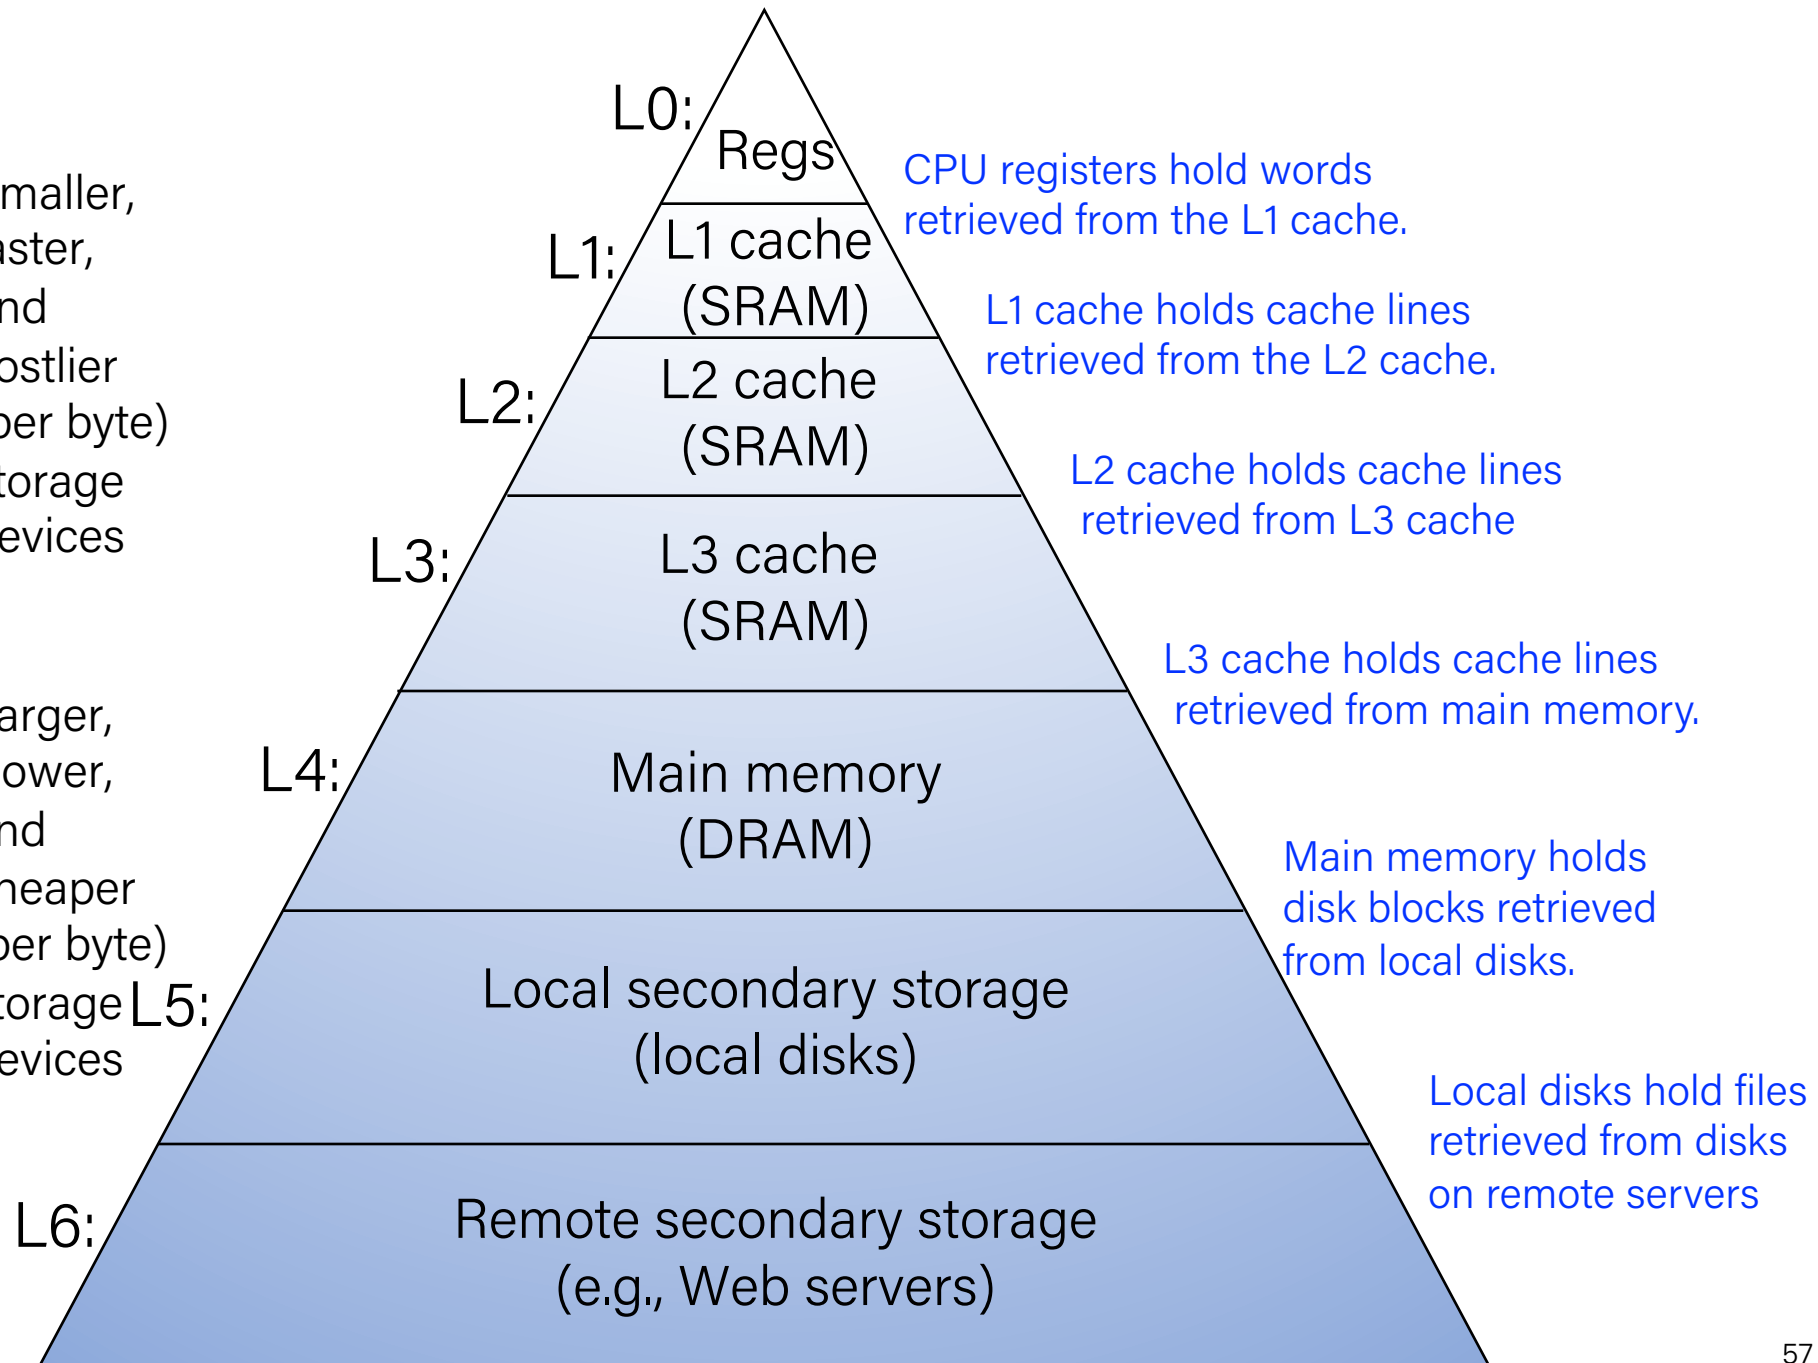 L0:
Regs
CPU registers hold words
retrieved from the L1 cache.
maller,
aster,
nd
ostlier
per byte)
torage
evices
L1:
L1 cache
(SRAM)
L1 cache holds cache lines
retrieved from the L2 cache.
L2:
L2 cache
(SRAM)
L2 cache holds cache lines
retrieved from L3 cache
L3:
L3 cache
(SRAM)
L3 cache holds cache lines
retrieved from main memory.
arger,
ower,
nd
heaper
per byte)
torage
evices
L4:
Main memory
(DRAM)
Main memory holds
disk blocks retrieved
from local disks.
L5:
Local secondary storage
(local disks)
Local disks hold files
retrieved from disks
on remote servers
L6:
Remote secondary storage
(e.g., Web servers)
57